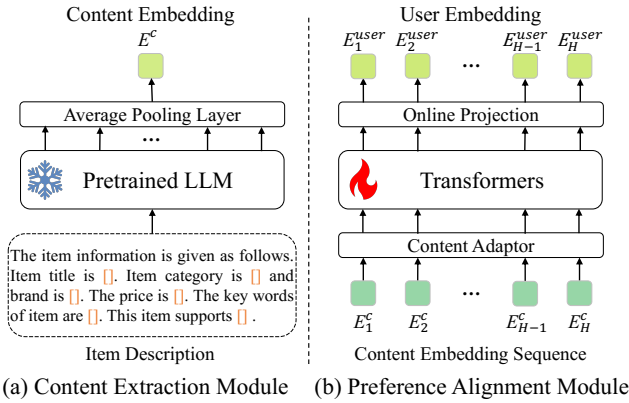 Content Embedding
E^c
Average Pooling Layer
...
Pretrained LLM
The item information is given as follows.
Item title is []. Item category is [] and
brand is []. The price is []. The key words
of item are []. This item supports [] .
Item Description
(a) Content Extraction Module
User Embedding
E_1^{user} E_2^{user} ... E_{H-1}^{user} E_H^{user}
Online Projection
Transformers
Content Adaptor
...
E_1^c E_2^c E_{H-1}^c E_H^c
Content Embedding Sequence
(b) Preference Alignment Module